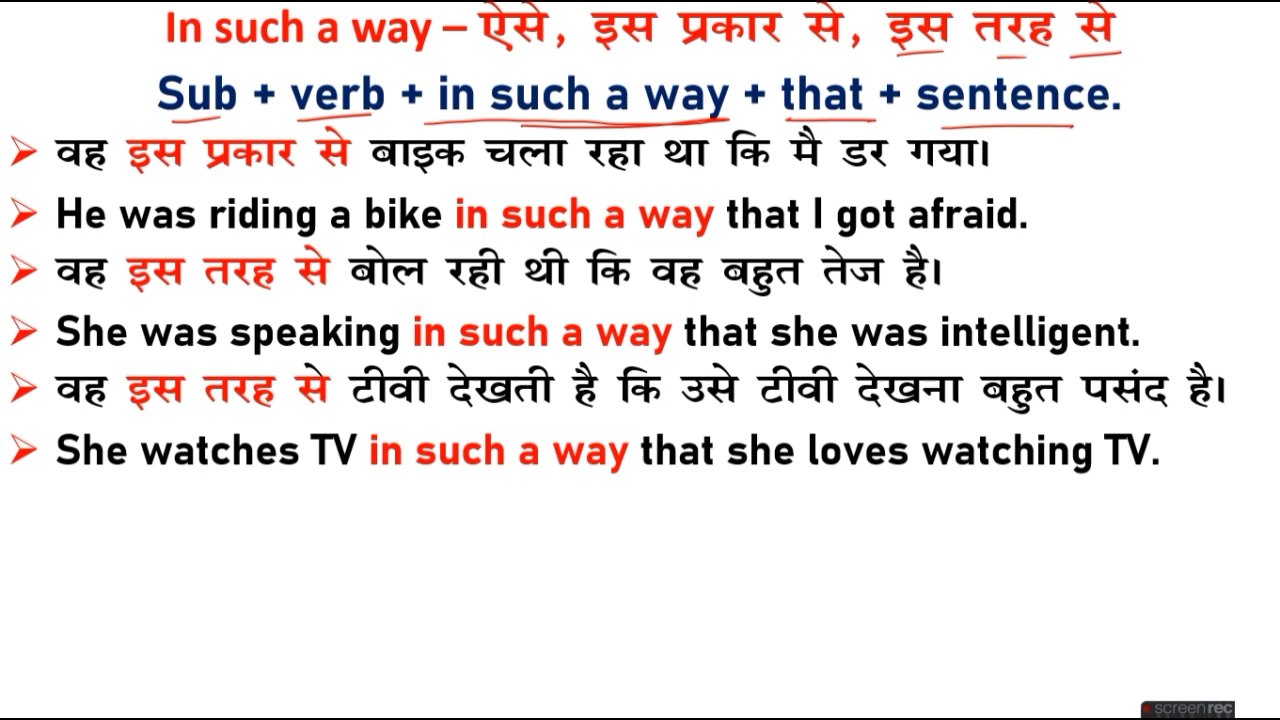 In such a way – ऐसे, इस प्रकार से, इस तरह से
Sub + verb + in such a way + that + sentence.
वह इस प्रकार से बाइक चला रहा था कि मै डर गया।
He was riding a bike in such a way that I got afraid.
वह इस तरह से बोल रही थी कि वह बहुत तेज है।
She was speaking in such a way that she was intelligent.
वह इस तरह से टीवी देखती है कि उसे टीवी देखना बहुत पसंद है।
She watches TV in such a way that she loves watching TV.
screenrec